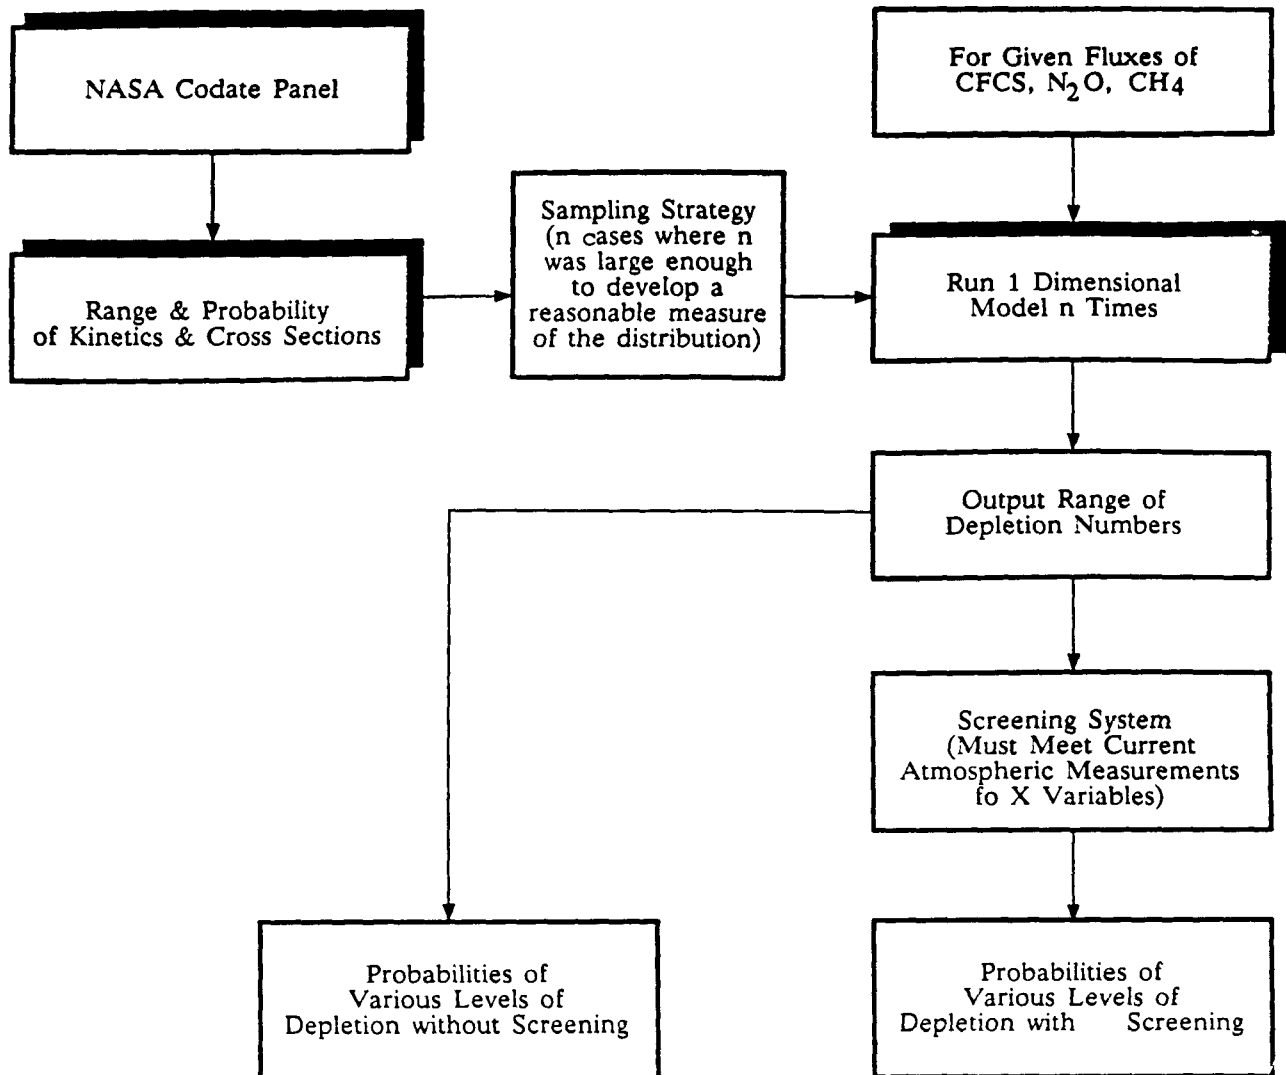 NASA Codate Panel
For Given Fluxes of
CFCS, N2O, CH4
Range & Probability
of Kinetics & Cross Sections
Sampling Strategy
(n cases where n
was large enough
to develop a
reasonable measure
of the distribution)
Run 1 Dimensional
Model n Times
Output Range of
Depletion Numbers
Screening System
(Must Meet Current
Atmospheric Measurements
fo X Variables)
Probabilities of
Various Levels of
Depletion without Screening
Probabilities of
Various Levels of
Depletion with Screening